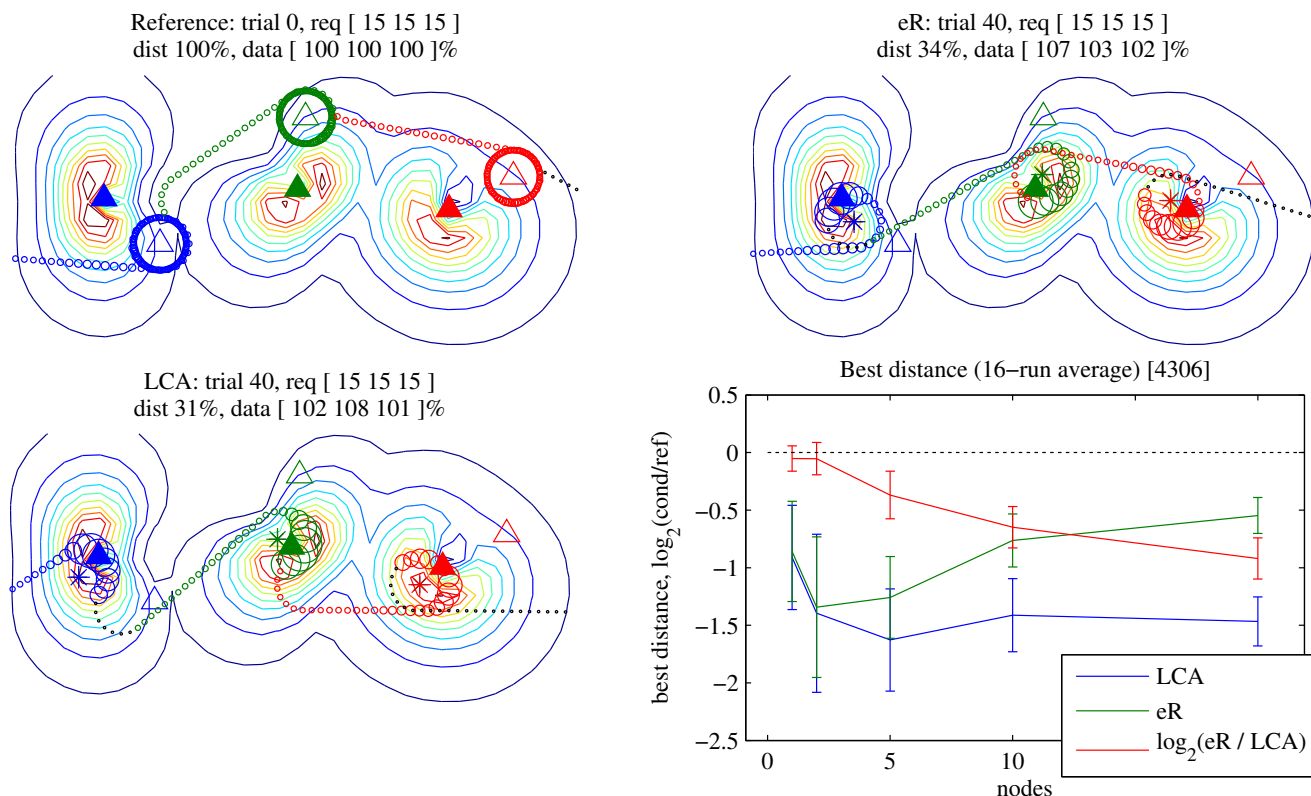 Reference: trial 0, req [ 15 15 15 ]
dist 100%, data [ 100 100 100 ]%
eR: trial 40, req [ 15 15 15 ]
dist 34%, data [ 107 103 102 ]%
LCA: trial 40, req [ 15 15 15 ]
dist 31%, data [ 102 108 101 ]%
Best distance (16−run average) [4306]
best distance, log2(cond/ref)
0.5
0
−0.5
−1
−1.5
−2
−2.5
0
5
10
nodes
LCA
eR
log2(eR / LCA)